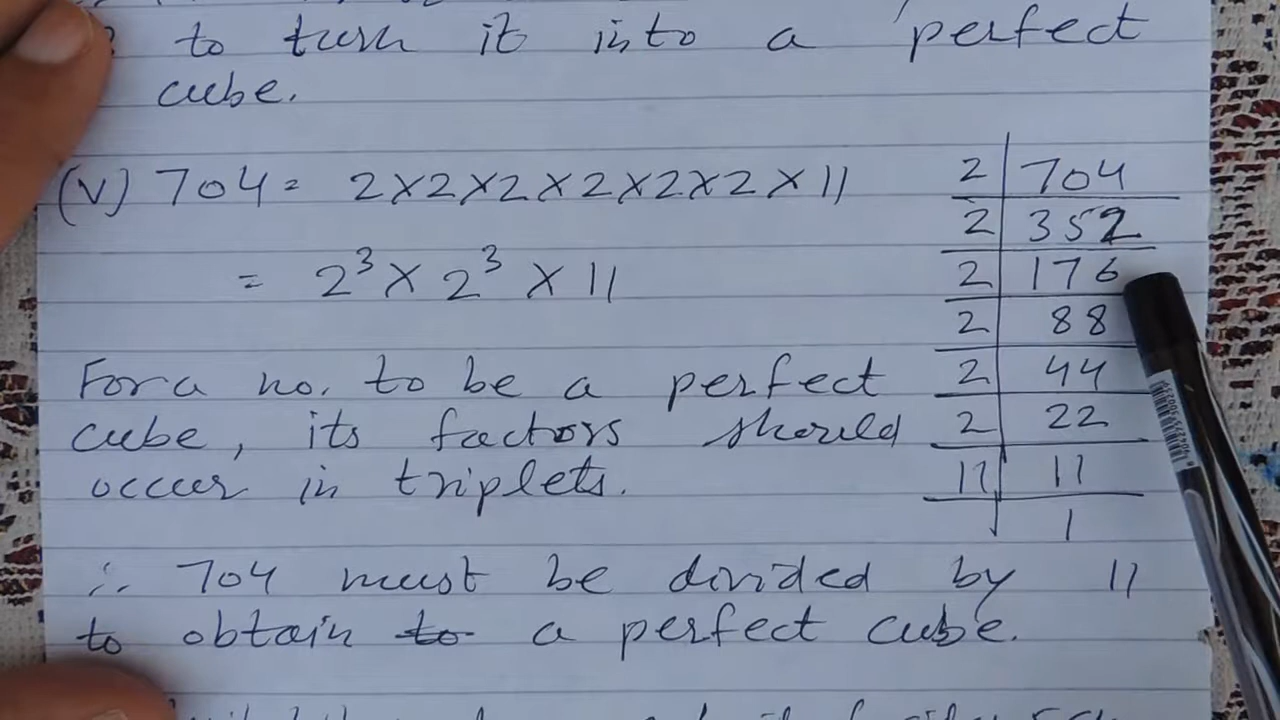 to turn it into a perfect
cube.
(v) 704 = 2×2×2×2×2×2×11
= 2³ × 2³ × 11
For a no. to be a perfect
cube, its factors should
occur in triplets.
∴ 704 must be divided by 11
to obtain to a perfect cube.
2 | 704
2 | 352
2 | 176
2 | 88
2 | 44
2 | 22
11 | 11
| 1